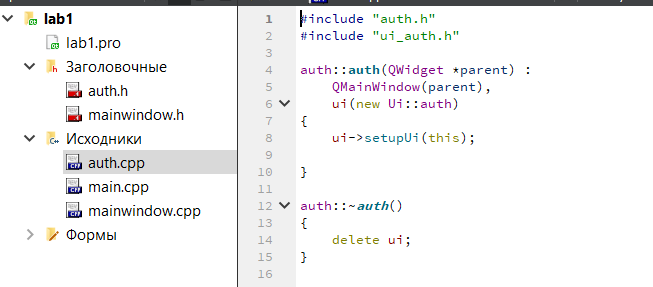 lab1
lab1.pro
Заголовочные
auth.h
mainwindow.h
Исходники
auth.cpp
main.cpp
mainwindow.cpp
Формы
1 #include "auth.h"
2 #include "ui_auth.h"
3
4 auth::auth(QWidget *parent) :
5     QMainWindow(parent),
6     ui(new Ui::auth)
7 {
8     ui->setupUi(this);
9
10 }
11
12 auth::~auth()
13 {
14     delete ui;
15 }
16